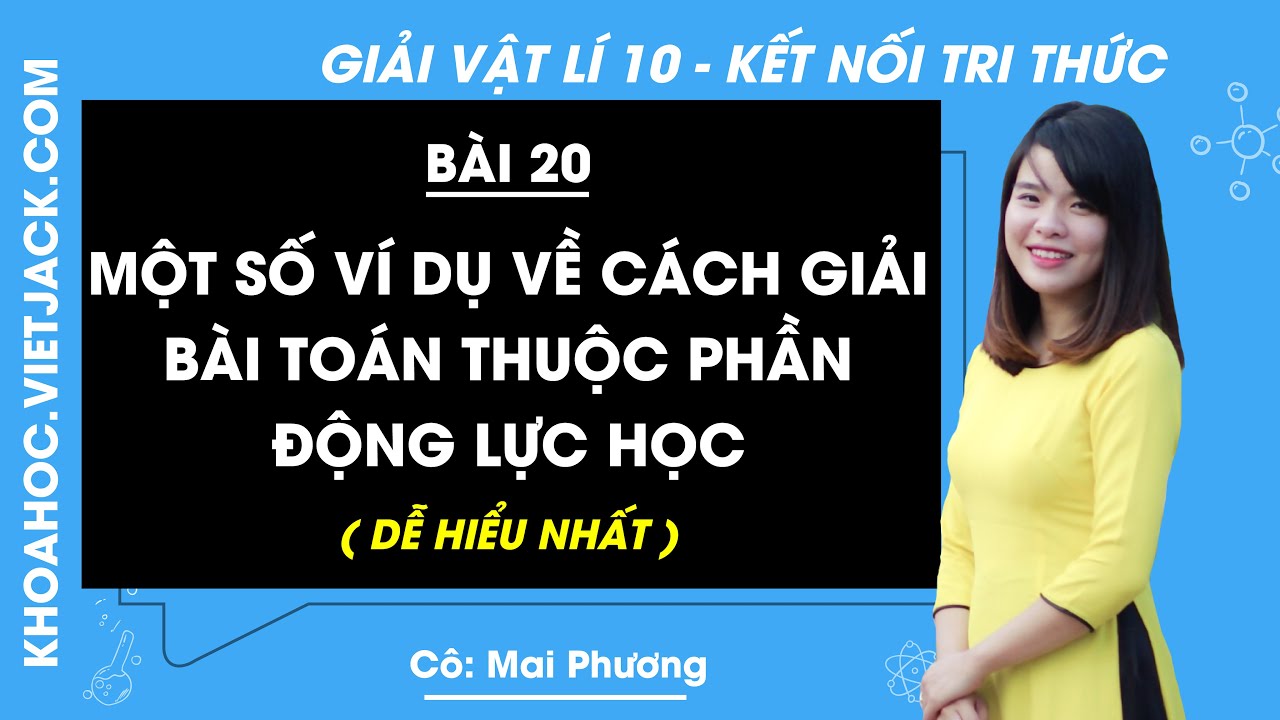 GIẢI VẬT LÍ 10 - KẾT NỐI TRI THỨC
KHOAHOC.VIETJACK.COM
BÀI 20
MỘT SỐ VÍ DỤ VỀ CÁCH GIẢI
BÀI TOÁN THUỘC PHẦN
ĐỘNG LỰC HỌC
( DỄ HIỂU NHẤT )
Cô: Mai Phương